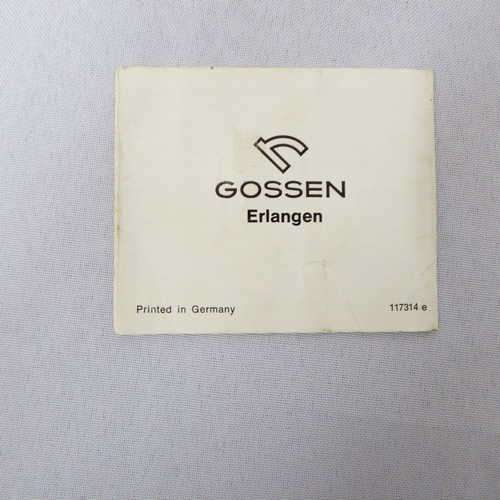 GOSSEN
Erlangen
Printed in Germany
117314 e